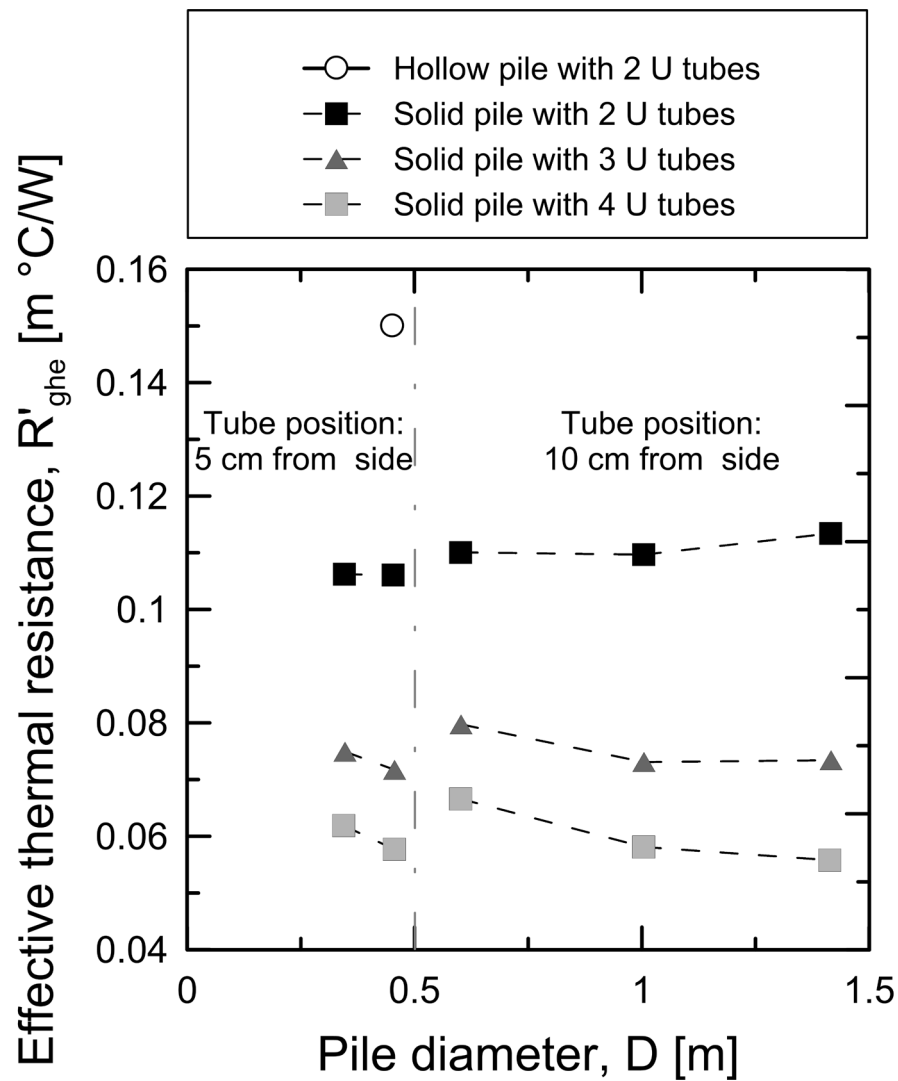 Hollow pile with 2 U tubes
Solid pile with 2 U tubes
Solid pile with 3 U tubes
Solid pile with 4 U tubes
Effective thermal resistance, R'ghe [m °C/W]
0.16
0.14
0.12
0.1
0.08
0.06
0.04
Tube position:
5 cm from side
Tube position:
10 cm from side
0
0.5
1
1.5
Pile diameter, D [m]